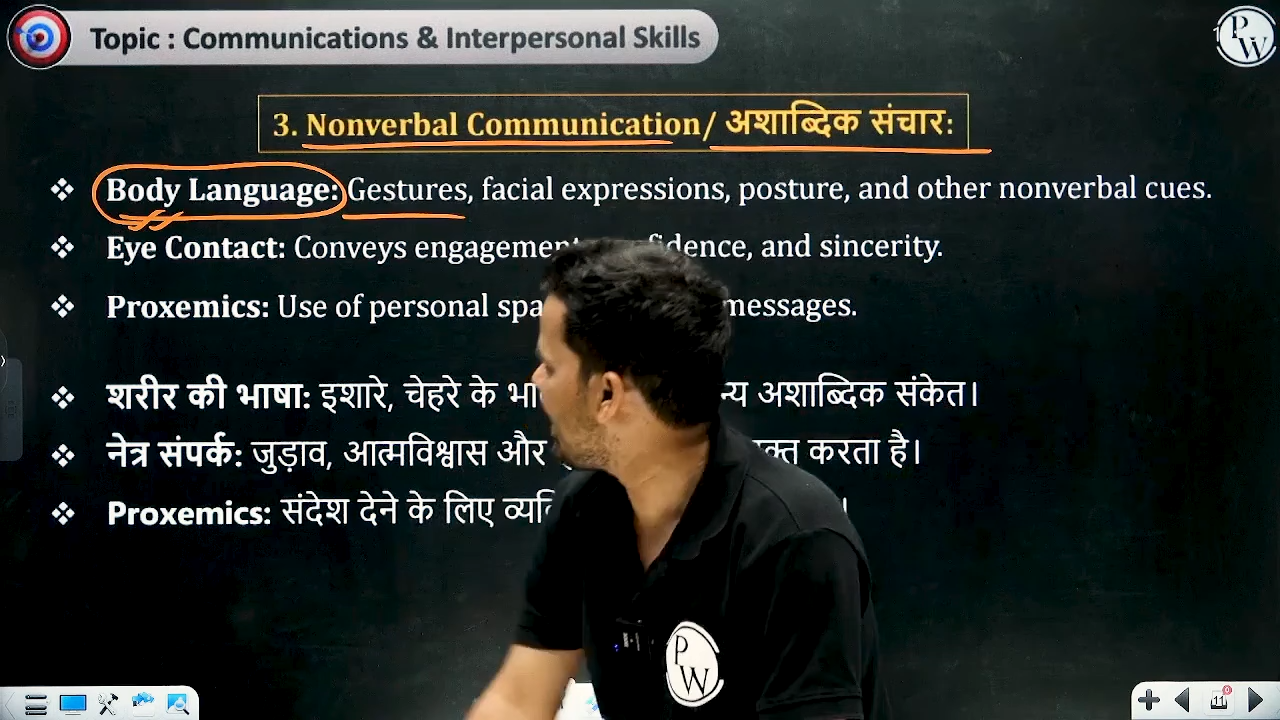 Topic : Communications & Interpersonal Skills
PW
3. Nonverbal Communication/ अशाब्दिक संचार:
❖ Body Language: Gestures, facial expressions, posture, and other nonverbal cues.
❖ Eye Contact: Conveys engagement, confidence, and sincerity.
❖ Proxemics: Use of personal messages.
❖ शरीर की भाषा: इशारे, चेहरे के अशाब्दिक संकेत।
❖ नेत्र संपर्क: जुड़ाव, आत्मविश्वास और करता है।
❖ Proxemics: संदेश देने के लिए
PW